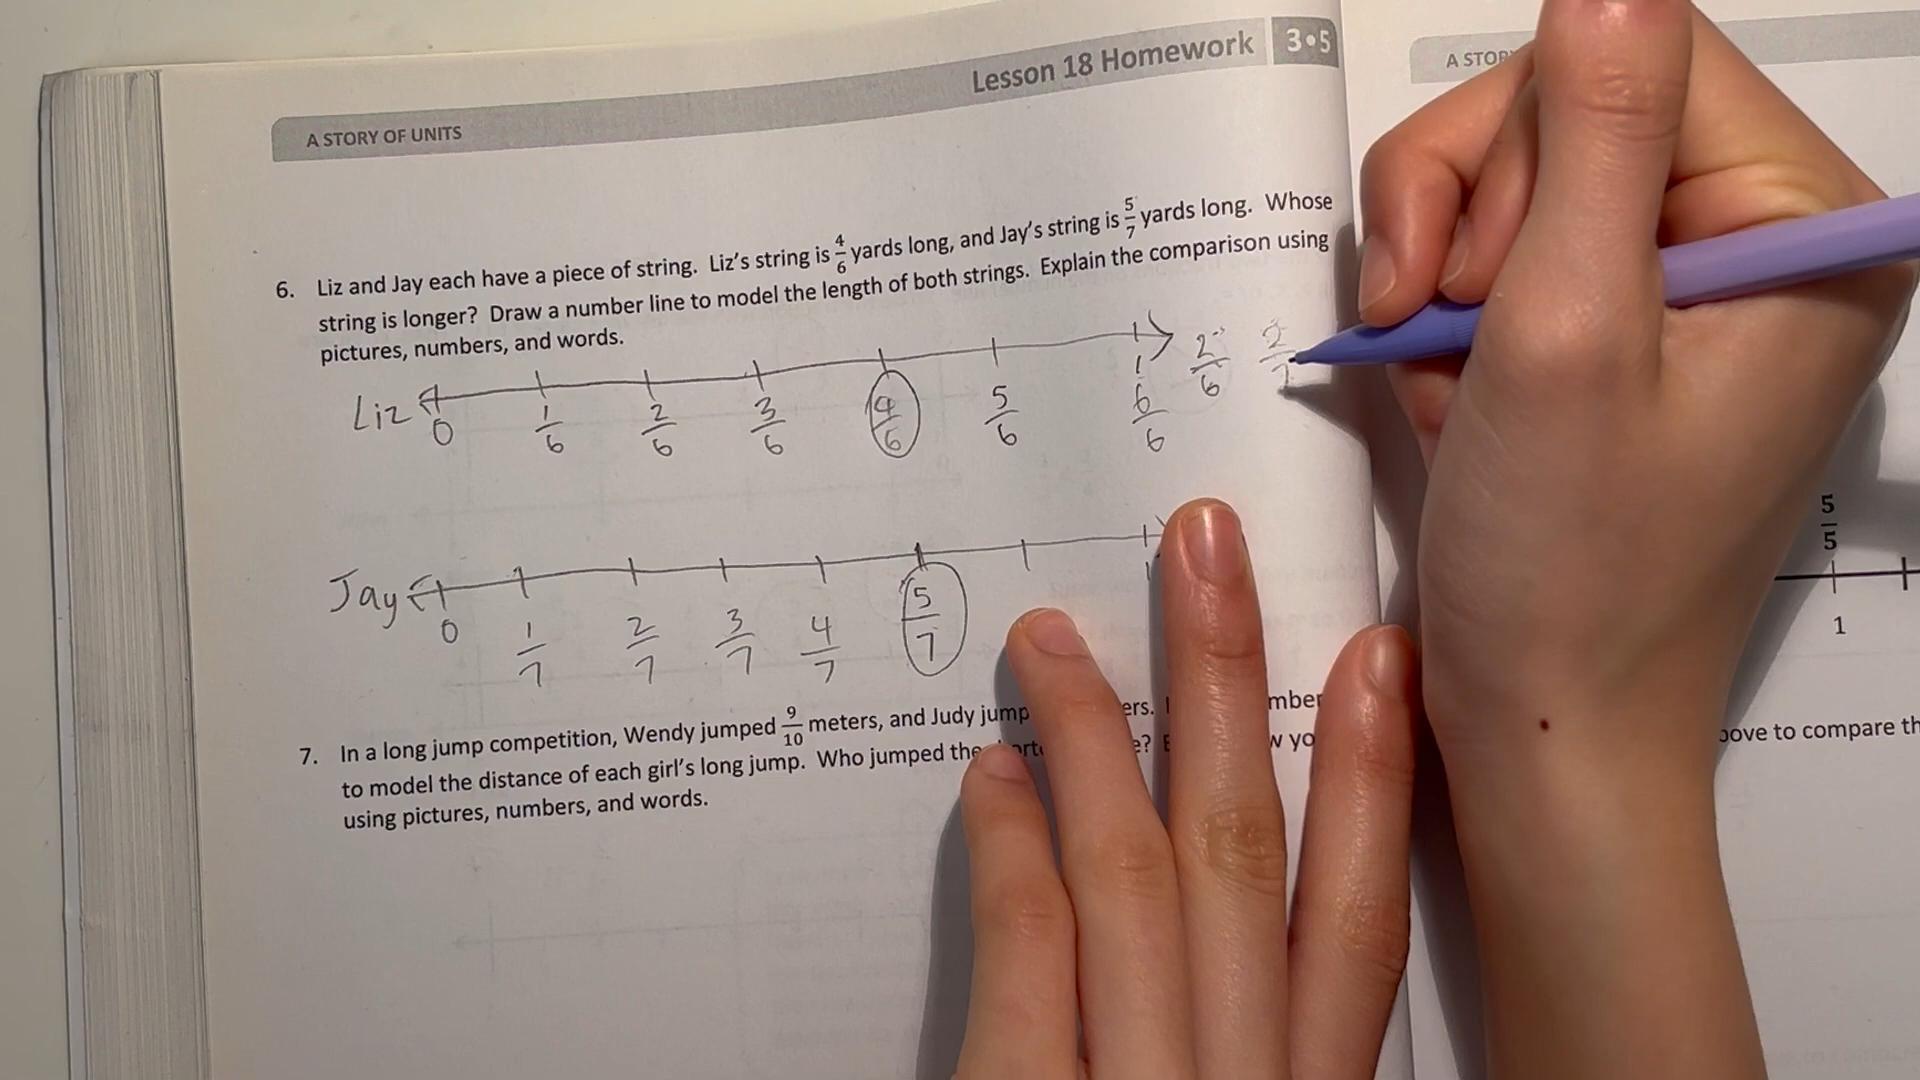 Lesson 18 Homework 3•5
A STORY OF UNITS
6. Liz and Jay each have a piece of string. Liz's string is 4/6 yards long, and Jay's string is 5/7 yards long. Whose
string is longer? Draw a number line to model the length of both strings. Explain the comparison using
pictures, numbers, and words.
Liz 0 1/6 2/6 3/6 4/6 5/6 1 6/6 2/6 2/7
Jay 0 1/7 2/7 3/7 4/7 5/7 1
7. In a long jump competition, Wendy jumped 9/10 meters, and Judy jump
to model the distance of each girl's long jump. Who jumped the
using pictures, numbers, and words.
A STOR
5/5
1
to compare th